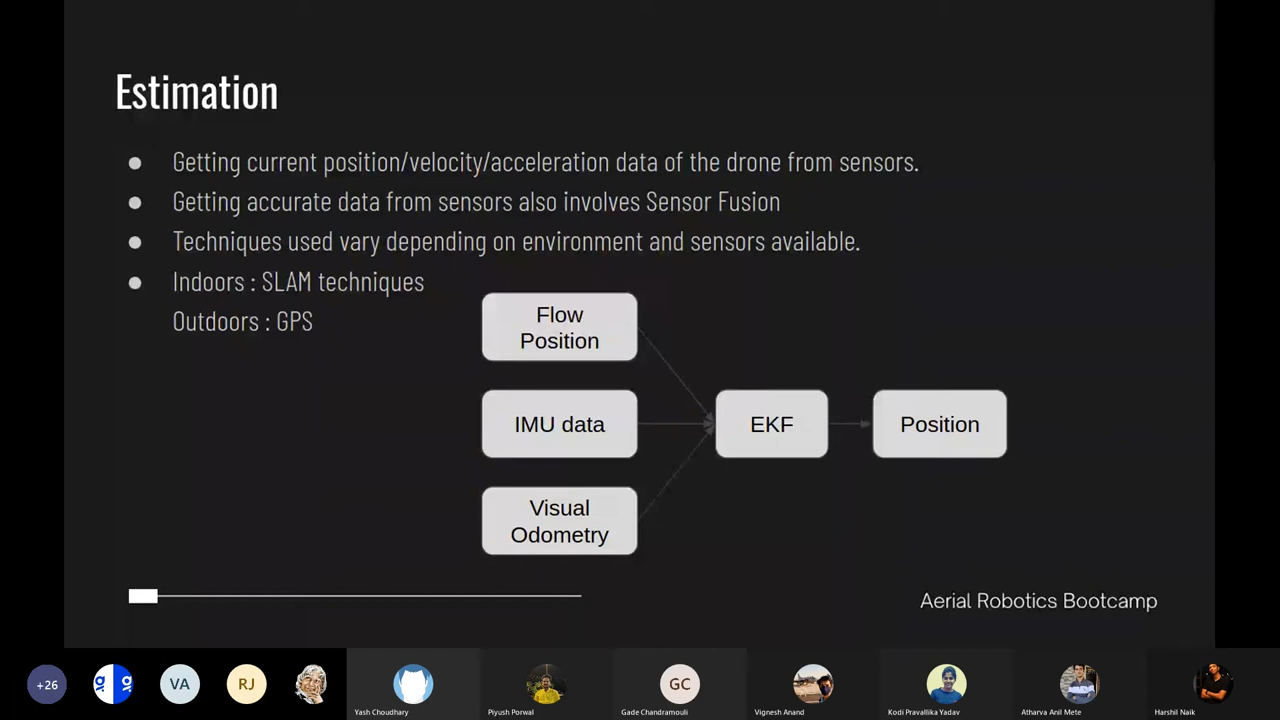 Estimation
● Getting current position/velocity/acceleration data of the drone from sensors.
● Getting accurate data from sensors also involves Sensor Fusion
● Techniques used vary depending on environment and sensors available.
● Indoors : SLAM techniques
Outdoors : GPS
Flow
Position
IMU data
EKF
Position
Visual
Odometry
Aerial Robotics Bootcamp
+26
VA
RJ
GC
Yash Choudhary
Piyush Porwal
Gade Chandramouli
Vignesh Anand
Kodi Pravallika Yadav
Atharva Anil Mete
Harshil Naik